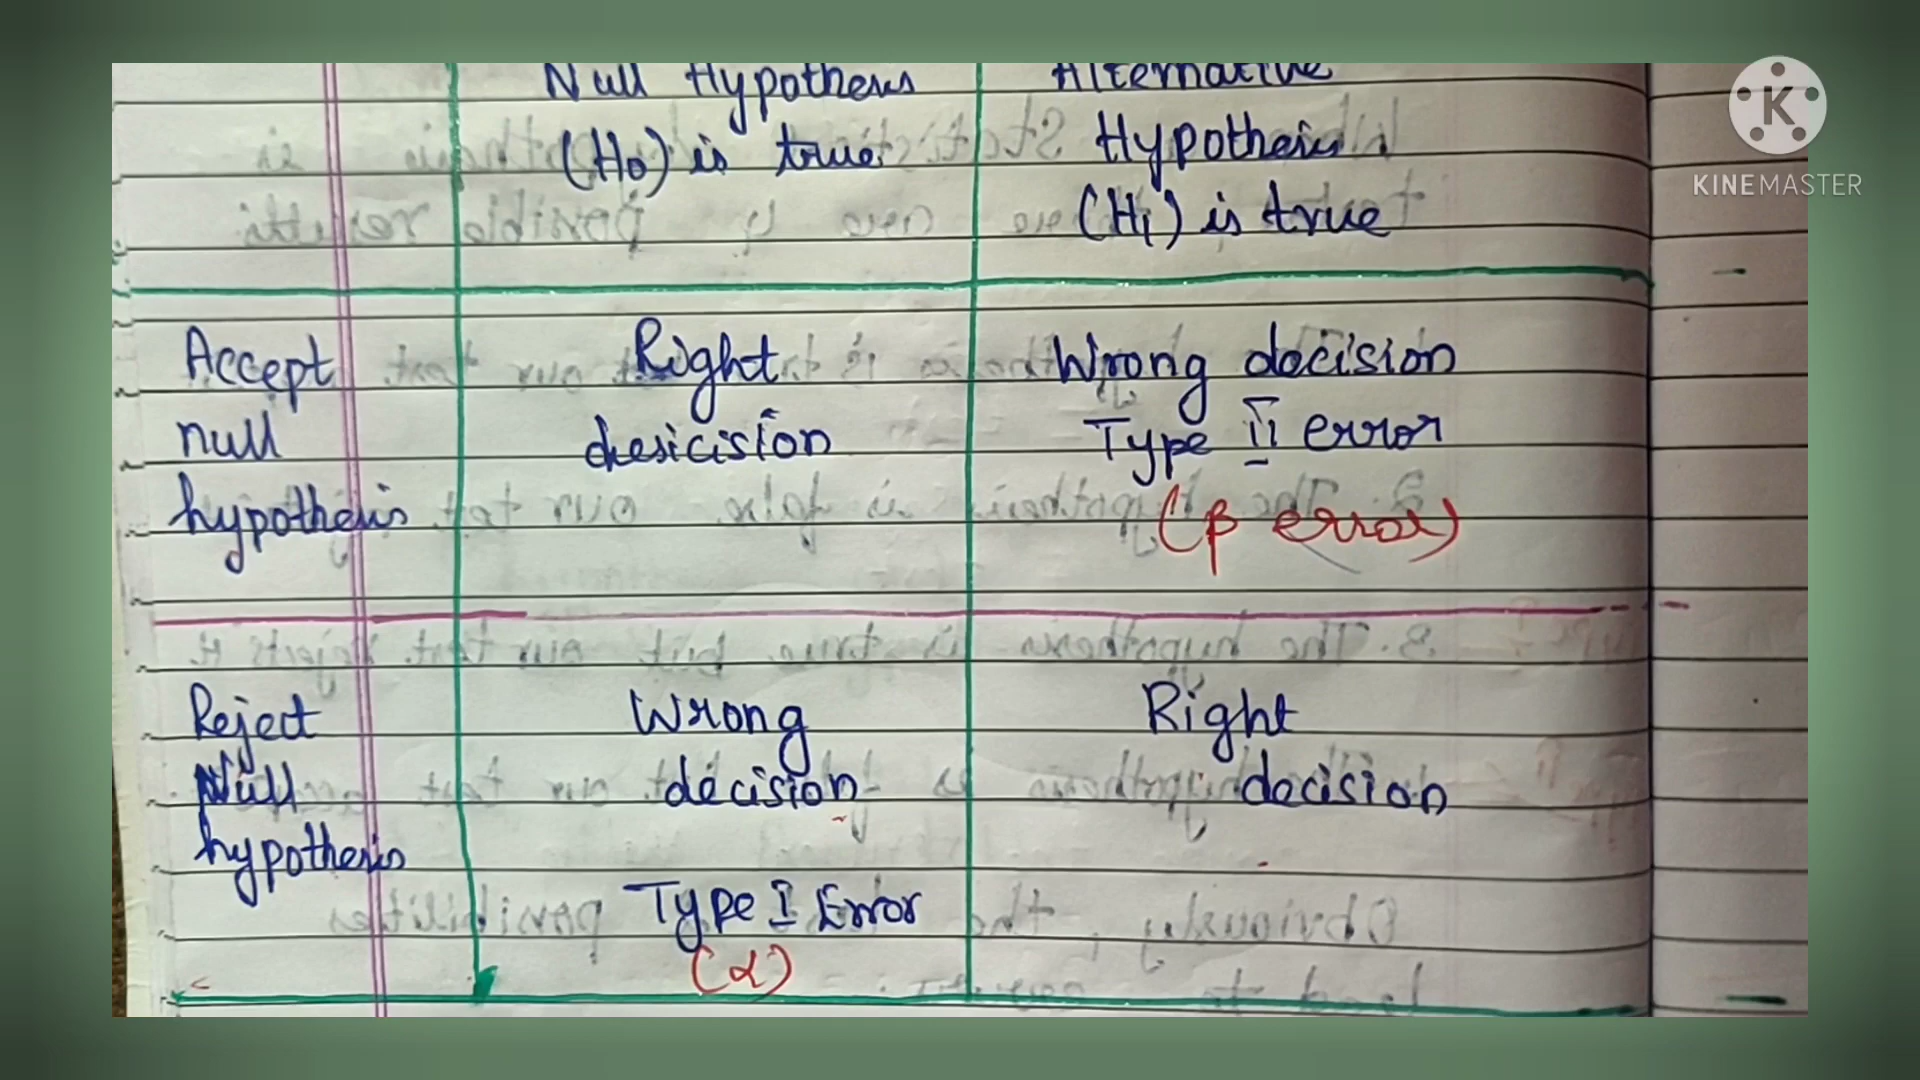 Null Hypothesis
(H0) is true
Alternative
Hypothesis
(H1) is true
Accept
null
hypothesis
Right
desicision
Wrong decision
Type II error
(β error)
Reject
Null
hypothesis
Wrong
decision
Type I Error
(α)
Right
decision
K
KINEMASTER